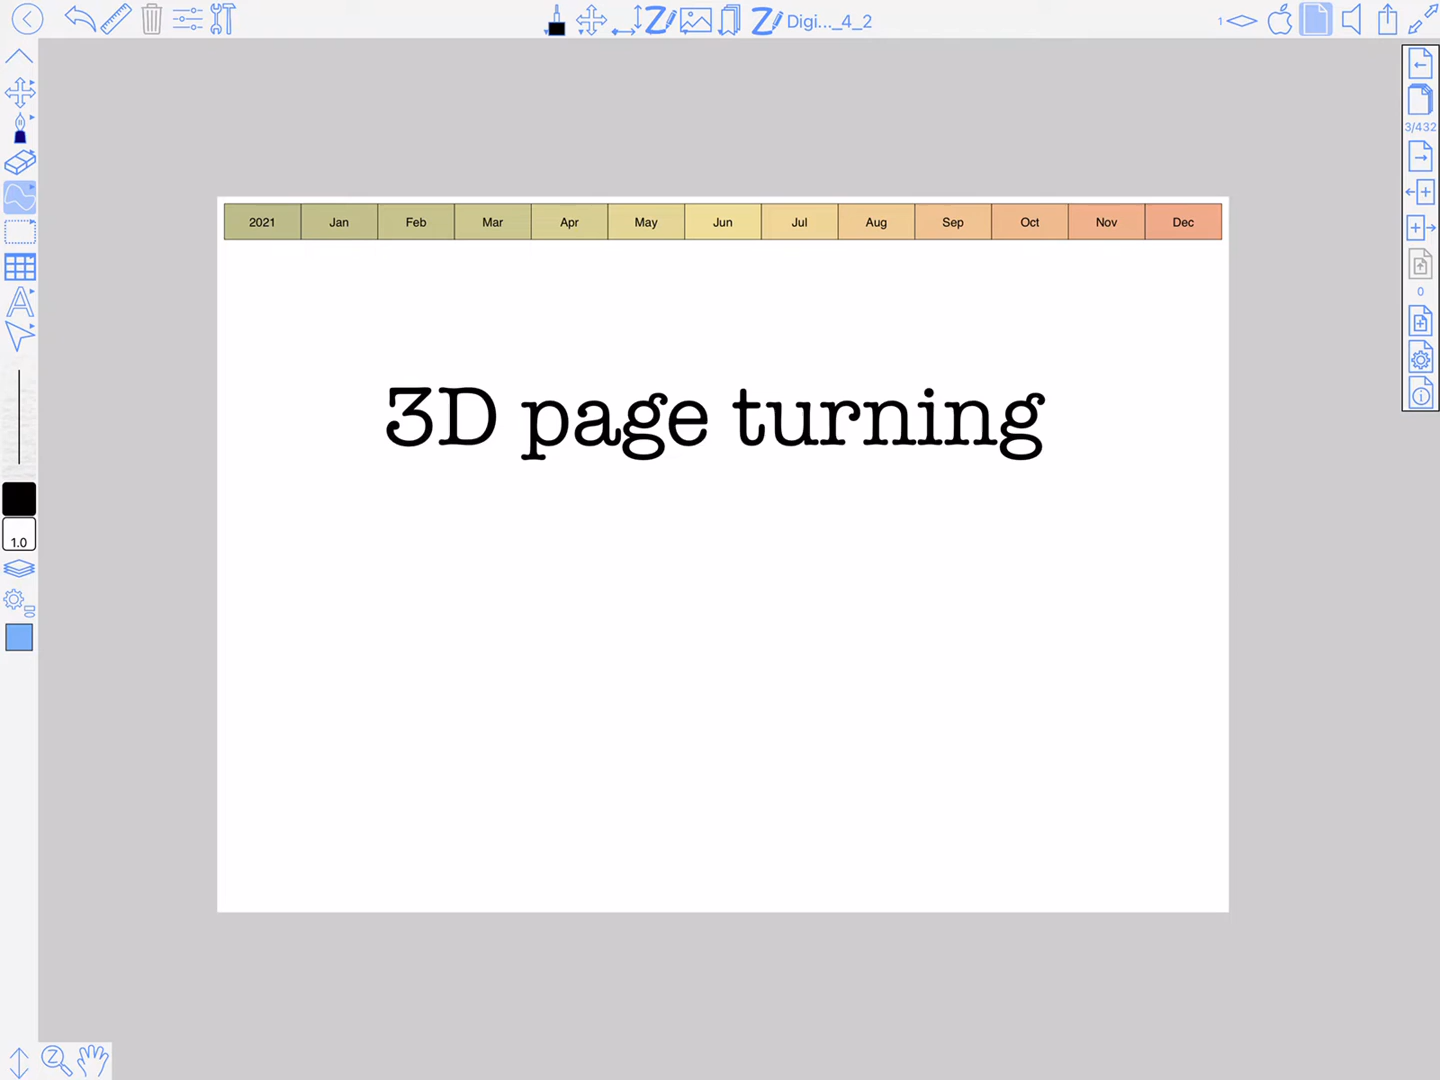 1
Digi..._4_2
3/432
2021 Jan Feb Mar Apr May Jun Jul Aug Sep Oct Nov Dec
0
3D page turning
1.0